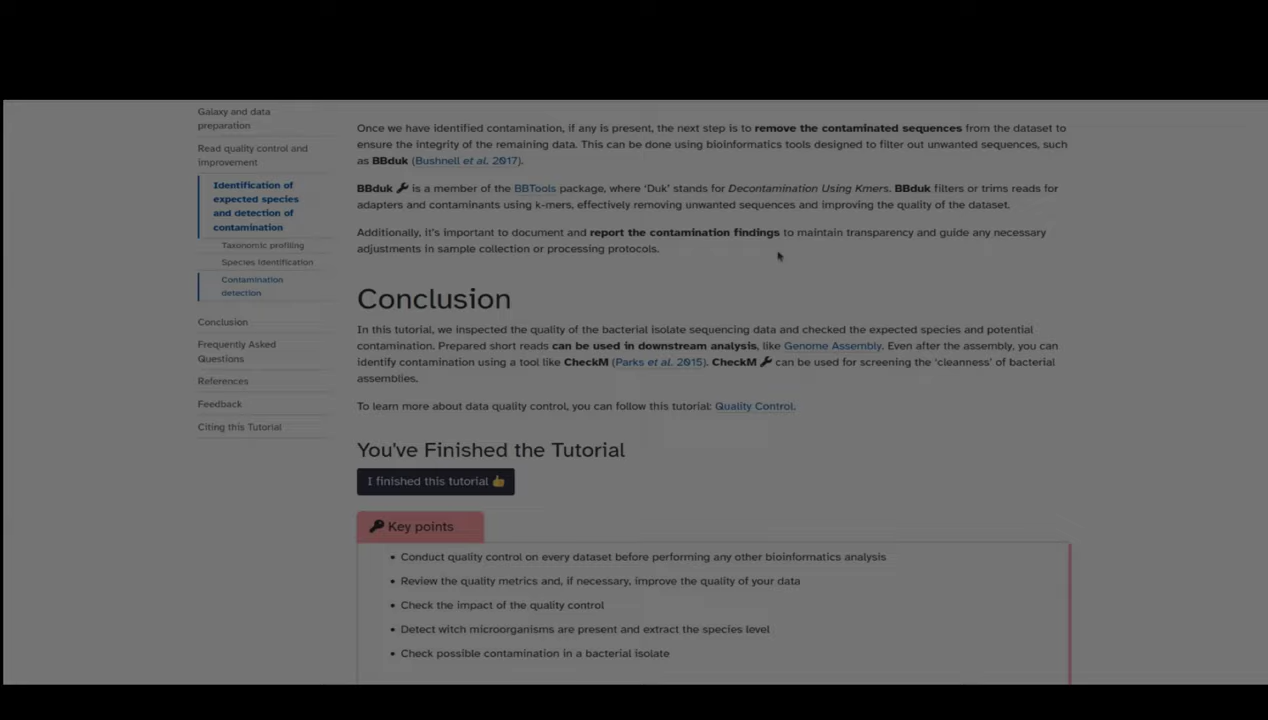 Galaxy and data
preparation
Read quality control and
improvement
Identification of
expected species
and detection of
contamination
Taxonomic profiling
Species Identification
Contamination
detection
Conclusion
Frequently Asked
Questions
References
Feedback
Citing this Tutorial
Once we have identified contamination, if any is present, the next step is to remove the contaminated sequences from the dataset to
ensure the integrity of the remaining data. This can be done using bioinformatics tools designed to filter out unwanted sequences, such
as BBduk (Bushnell et al. 2017).
BBduk is a member of the BBTools package, where ‘Duk’ stands for Decontamination Using Kmers. BBduk filters or trims reads for
adapters and contaminants using k-mers, effectively removing unwanted sequences and improving the quality of the dataset.
Additionally, it’s important to document and report the contamination findings to maintain transparency and guide any necessary
adjustments in sample collection or processing protocols.
Conclusion
In this tutorial, we inspected the quality of the bacterial isolate sequencing data and checked the expected species and potential
contamination. Prepared short reads can be used in downstream analysis, like Genome Assembly. Even after the assembly, you can
identify contamination using a tool like CheckM (Parks et al. 2015). CheckM can be used for screening the ‘cleanness’ of bacterial
assemblies.
To learn more about data quality control, you can follow this tutorial: Quality Control.
You've Finished the Tutorial
I finished this tutorial 👍
Key points
• Conduct quality control on every dataset before performing any other bioinformatics analysis
• Review the quality metrics and, if necessary, improve the quality of your data
• Check the impact of the quality control
• Detect witch microorganisms are present and extract the species level
• Check possible contamination in a bacterial isolate